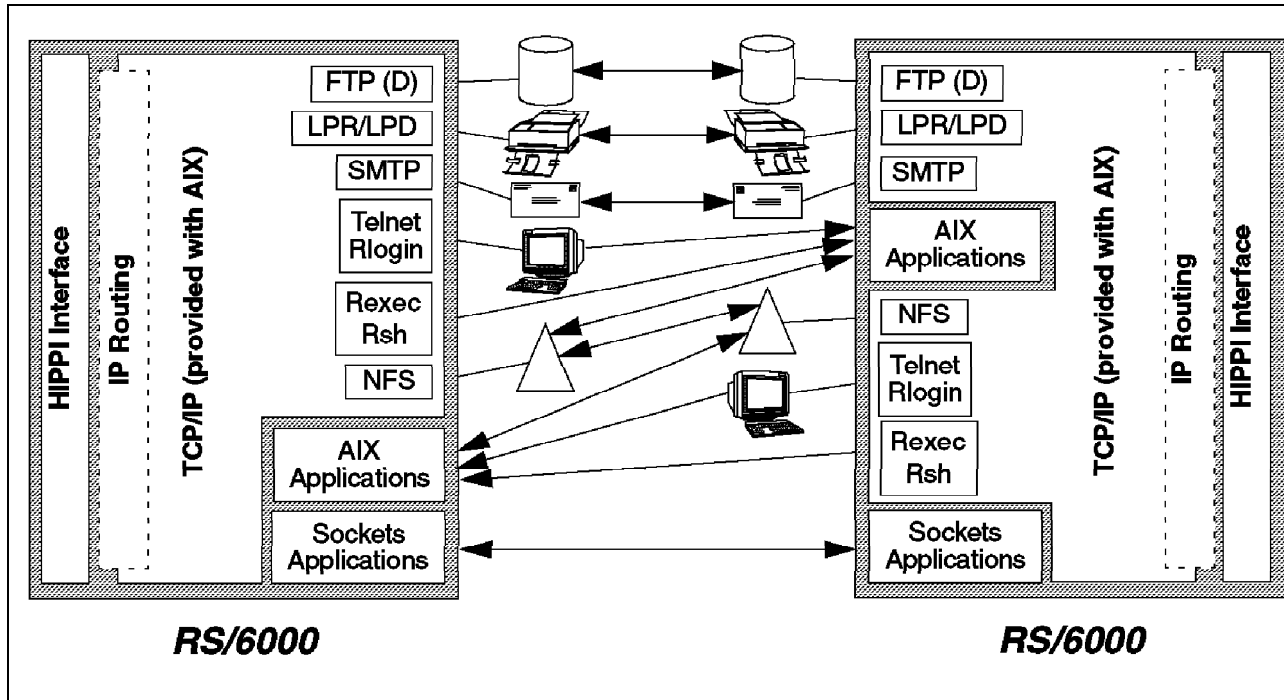 HIPPI Interface
IP Routing
TCP/IP (provided with AIX)
FTP (D)
LPR/LPD
SMTP
Telnet
Rlogin
Rexec
Rsh
NFS
AIX
Applications
Sockets
Applications
RS/6000
FTP (D)
LPR/LPD
SMTP
AIX
Applications
NFS
Telnet
Rlogin
Rexec
Rsh
Sockets
Applications
TCP/IP (provided with AIX)
IP Routing
HIPPI Interface
RS/6000